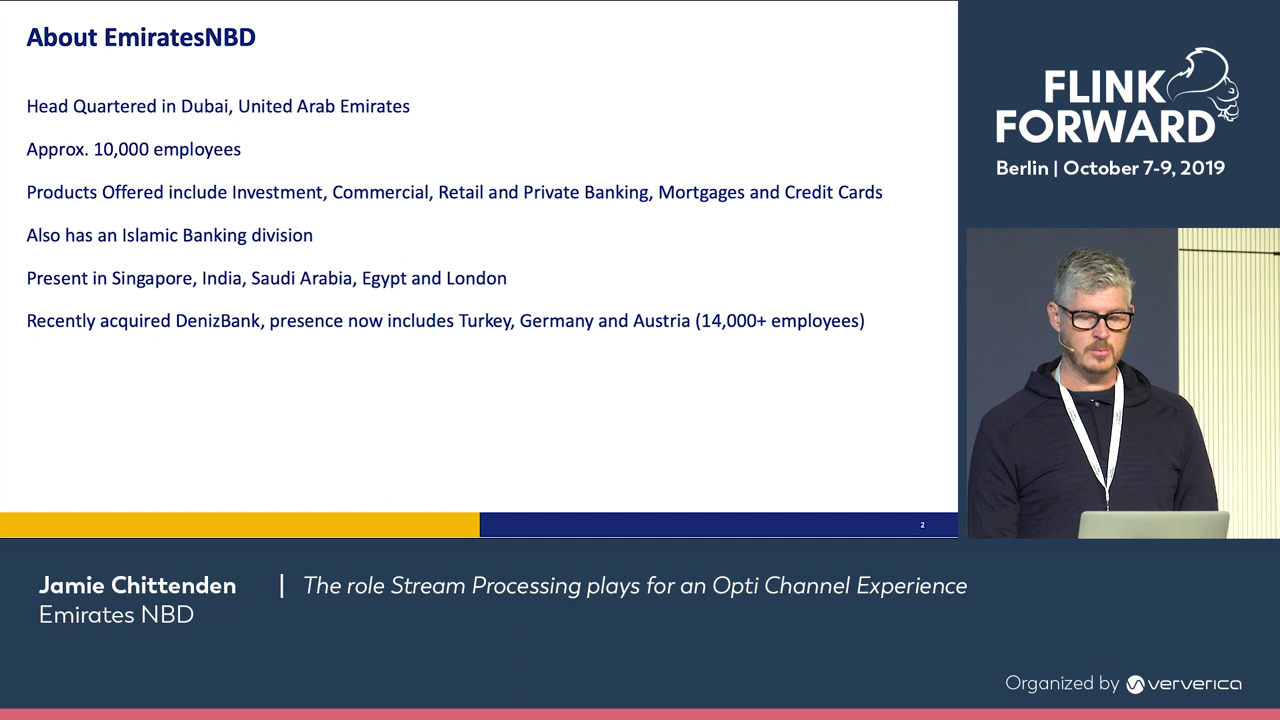 About EmiratesNBD
Head Quartered in Dubai, United Arab Emirates
Approx. 10,000 employees
Products Offered include Investment, Commercial, Retail and Private Banking, Mortgages and Credit Cards
Also has an Islamic Banking division
Present in Singapore, India, Saudi Arabia, Egypt and London
Recently acquired DenizBank, presence now includes Turkey, Germany and Austria (14,000+ employees)
2
FLINK
FORWARD
Berlin | October 7-9, 2019
Jamie Chittenden | The role Stream Processing plays for an Opti Channel Experience
Emirates NBD
Organized by ververica